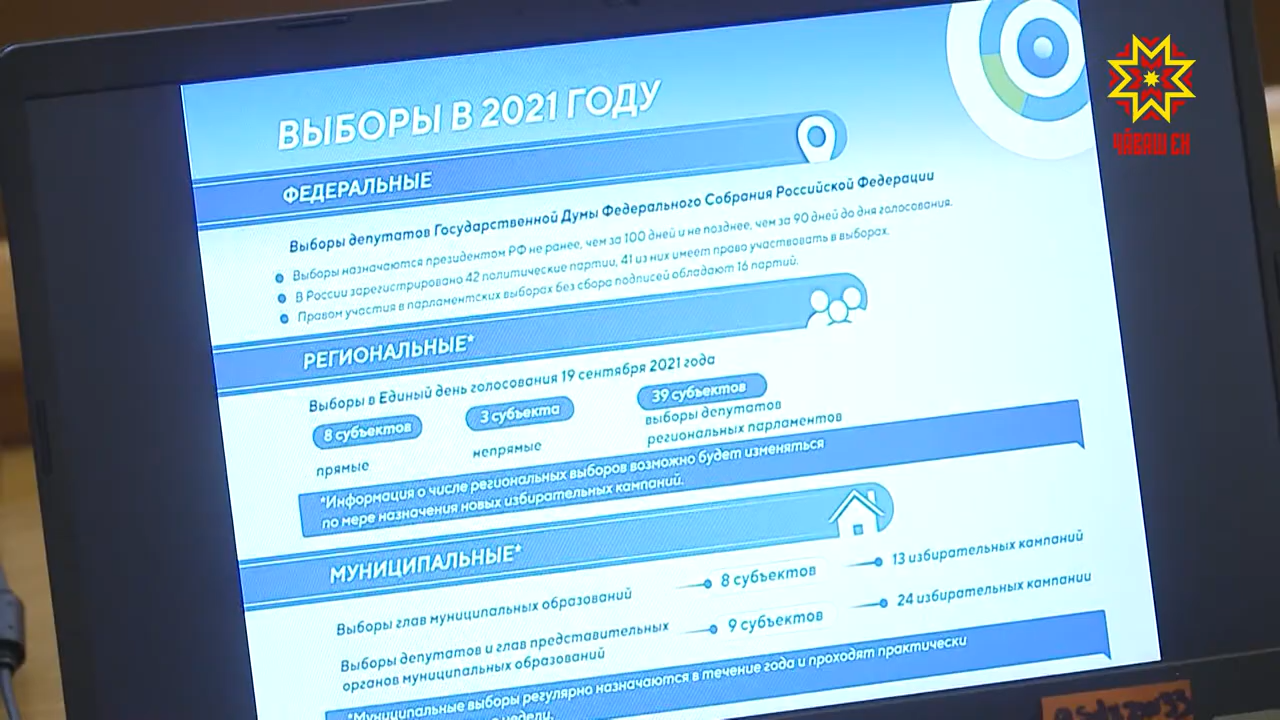 ВЫБОРЫ В 2021 ГОДУ
ЧӐВАШ ЕН
ФЕДЕРАЛЬНЫЕ
Выборы депутатов Государственной Думы Федерального Собрания Российской Федерации
Выборы назначаются президентом РФ не ранее, чем за 100 дней и не позднее, чем за 90 дней до дня голосования.
В России зарегистрировано 42 политические партии, 41 из них имеет право участвовать в выборах.
Правом участия в парламентских выборах без сбора подписей обладают 16 партий.
РЕГИОНАЛЬНЫЕ*
Выборы в Единый день голосования 19 сентября 2021 года
8 субъектов
3 субъекта
39 субъектов
прямые
непрямые
выборы депутатов
региональных парламентов
*Информация о числе региональных выборов возможно будет изменяться
по мере назначения новых избирательных кампаний.
МУНИЦИПАЛЬНЫЕ*
Выборы глав муниципальных образований
8 субъектов
13 избирательных кампаний
Выборы депутатов и глав представительных
органов муниципальных образований
9 субъектов
24 избирательных кампании
*Муниципальные выборы регулярно назначаются в течение года и проходят практически
недели.